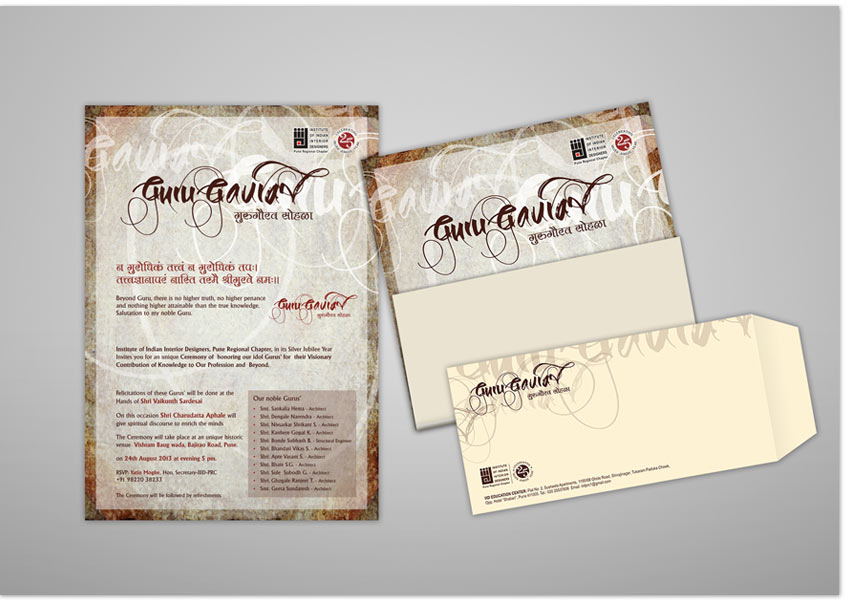 INSTITUTE
OF INDIAN
INTERIOR
DESIGNERS
Pune Regional Chapter
25
Guru Gaurav
गुरुगौरव सोहळा
न गुरोधिकं तत्त्वं न गुरोधिकं तपः।
तत्त्वज्ञानापरं नास्ति तस्मै श्रीगुरवे नमः॥
Beyond Guru, there is no higher truth, no higher penance
and nothing higher attainable than the true knowledge.
Salutation to my noble Guru.
Guru Gaurav
गुरुगौरव सोहळा
Institute of Indian Interior Designers, Pune Regional Chapter, in its Silver Jubilee Year
Invites you for an unique Ceremony of honoring our idol Gurus' for their Visionary
Contribution of Knowledge to Our Profession and Beyond.
Felicitations of these Gurus' will be done at the
Hands of Shri Vaikunth Sardesai
On this occasion Shri Charudatta Aphale will
give spiritual discourse to enrich the minds
The Ceremony will take place at an unique historic
venue Vishram Baug wada, Bajirao Road, Pune.
on 24th August 2013 at evening 5 pm.
RSVP: Yatin Moghe, Hon. Secretary-IIID-PRC
+91 98220 38233
The Ceremony will be followed by refreshments.
Our noble Gurus'
• Smt. Sankalia Hema - Architect
• Shri. Dengale Narendra - Architect
• Shri. Nisvarkar Shrikant S. - Architect
• Shri. Kanhere Gopal K. - Architect
• Shri. Bonde Subhash B. - Structural Engineer
• Shri. Bhandari Vikas S. - Architect
• Shri. Apte Vasant S. - Architect
• Shri. Bhatt S.G. - Architect
• Shri. Sule Subodh G. - Architect
• Shri. Ghogale Ranjeet T. - Architect
• Smt. Geeta Sundaresh - Architect
INSTITUTE
OF INDIAN
INTERIOR
DESIGNERS
Pune Regional Chapter
25
Guru Gaurav
गुरुगौरव सोहळा
Guru Gaurav
गुरुगौरव सोहळा
INSTITUTE
OF INDIAN
INTERIOR
DESIGNERS
Pune Regional Chapter
25
IIID EDUCATION CENTER: